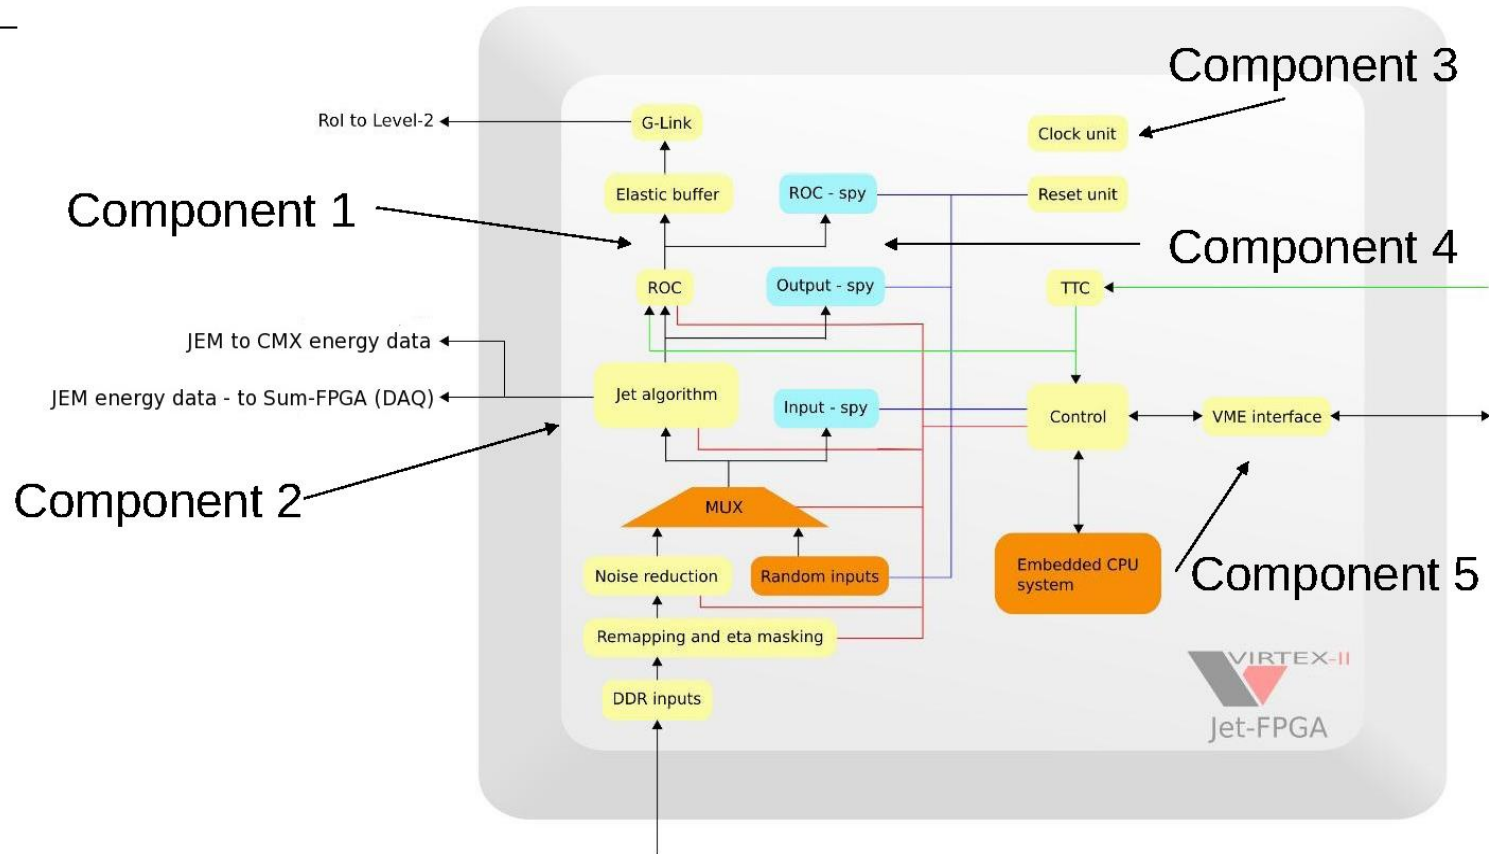 Component 3
RoI to Level-2
G-Link
Clock unit
Component 1
Elastic buffer
ROC - spy
Reset unit
Component 4
ROC
Output - spy
TTC
JEM to CMX energy data
JEM energy data - to Sum-FPGA (DAQ)
Jet algorithm
Input - spy
Control
VME interface
Component 2
MUX
Noise reduction
Random inputs
Embedded CPU
system
Component 5
Remapping and eta masking
DDR inputs
VIRTEX-II
Jet-FPGA